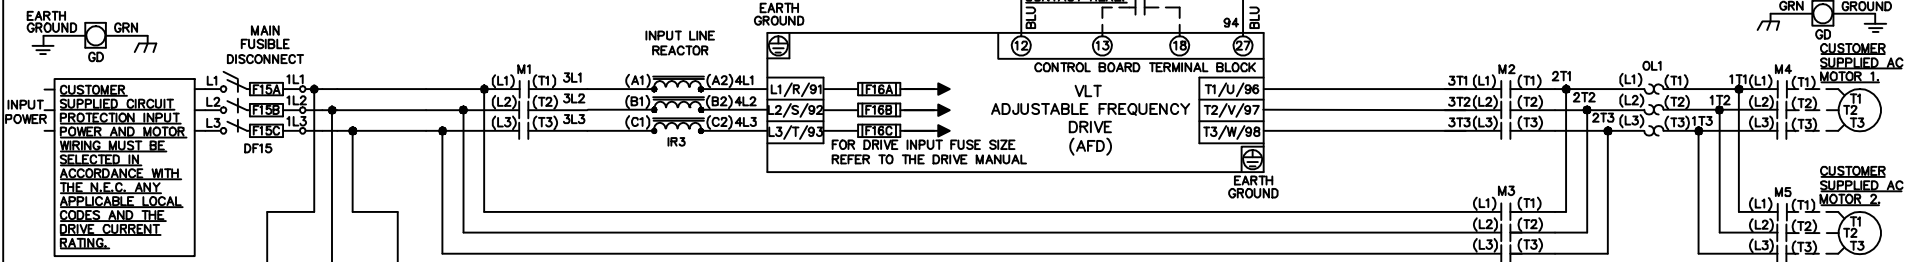 EARTH
GROUND
GRN
GD
MAIN
FUSIBLE
DISCONNECT
INPUT
POWER
CUSTOMER
SUPPLIED CIRCUIT
PROTECTION INPUT
POWER AND MOTOR
WIRING MUST BE
SELECTED IN
ACCORDANCE WITH
THE N.E.C. ANY
APPLICABLE LOCAL
CODES AND THE
DRIVE CURRENT
RATING.
L1 F15A 1L1
L2 F15B 1L2
L3 F15C 1L3
DF15
M1
(L1) (T1) 3L1
(L2) (T2) 3L2
(L3) (T3) 3L3
INPUT LINE
REACTOR
(A1) (A2) 4L1
(B1) (B2) 4L2
(C1) (C2) 4L3
IR3
EARTH
GROUND
L1/R/91 F16A
L2/S/92 F16B
L3/T/93 F16C
FOR DRIVE INPUT FUSE SIZE
REFER TO THE DRIVE MANUAL
BLU
94 BLU
12 13 18 27
CONTROL BOARD TERMINAL BLOCK
VLT
ADJUSTABLE FREQUENCY
DRIVE
(AFD)
T1/U/96
T2/V/97
T3/W/98
EARTH
GROUND
M2
3T1 (L1) (T1) 2T1
3T2 (L2) (T2) 2T2
3T3 (L3) (T3) 2T3
M3
(L1) (T1)
(L2) (T2)
(L3) (T3)
OL1
(L1) (T1) 1T1
(L2) (T2) 1T2
(L3) (T3) 1T3
GRN
GROUND
GD
M4
(L1) (T1)
(L2) (T2)
(L3) (T3)
CUSTOMER
SUPPLIED AC
MOTOR 1.
T1
T2
T3
M5
(L1) (T1)
(L2) (T2)
(L3) (T3)
CUSTOMER
SUPPLIED AC
MOTOR 2.
T1
T2
T3